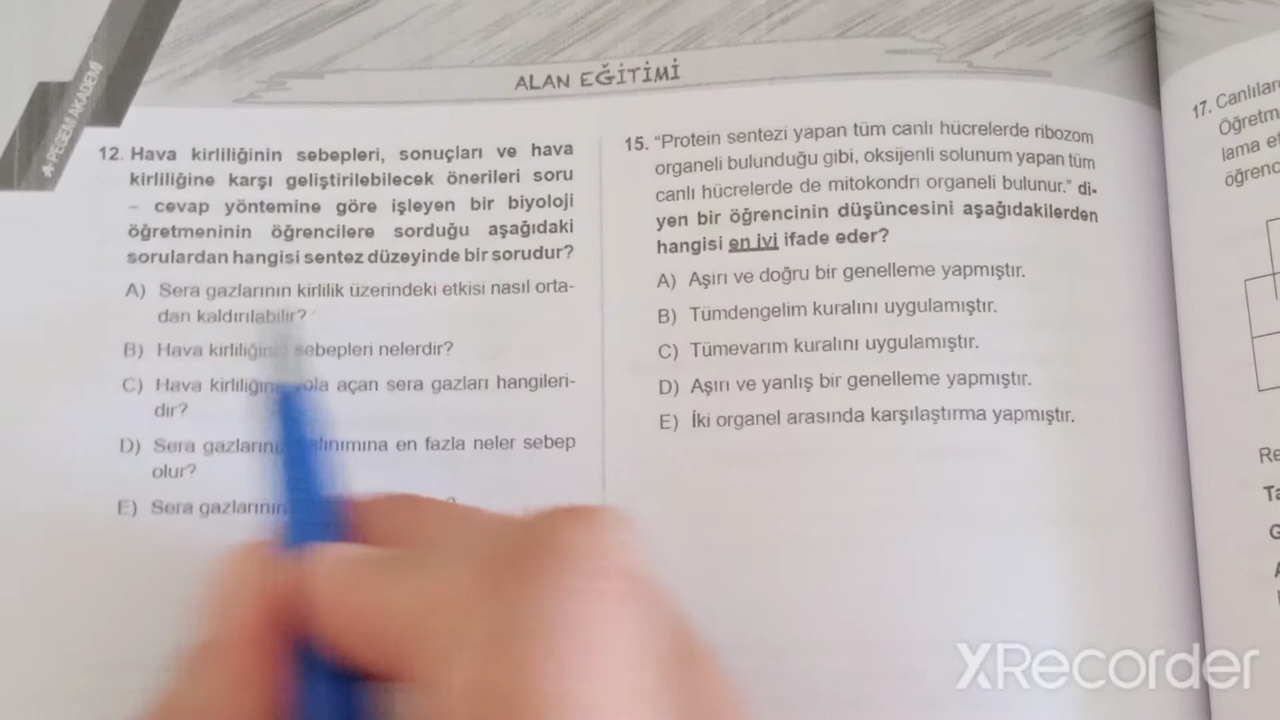 # PEGEM AKADEMİ
ALAN EĞİTİMİ
12. Hava kirliliğinin sebepleri, sonuçları ve hava
kirliliğine karşı geliştirilebilecek önerileri soru
– cevap yöntemine göre işleyen bir biyoloji
öğretmeninin öğrencilere sorduğu aşağıdaki
sorulardan hangisi sentez düzeyinde bir sorudur?
A) Sera gazlarının kirlilik üzerindeki etkisi nasıl orta-
dan kaldırılabilir?
B) Hava kirliliğinin sebepleri nelerdir?
C) Hava kirliliğine yola açan sera gazları hangileri-
dir?
D) Sera gazlarının salınımına en fazla neler sebep
olur?
E) Sera gazlarının
15. “Protein sentezi yapan tüm canlı hücrelerde ribozom
organeli bulunduğu gibi, oksijenli solunum yapan tüm
canlı hücrelerde de mitokondri organeli bulunur.” di-
yen bir öğrencinin düşüncesini aşağıdakilerden
hangisi en iyi ifade eder?
A) Aşırı ve doğru bir genelleme yapmıştır.
B) Tümdengelim kuralını uygulamıştır.
C) Tümevarım kuralını uygulamıştır.
D) Aşırı ve yanlış bir genelleme yapmıştır.
E) İki organel arasında karşılaştırma yapmıştır.
17. Canlılar
Öğretm
lama e
öğrenc
Re
Ta
G
XRecorder